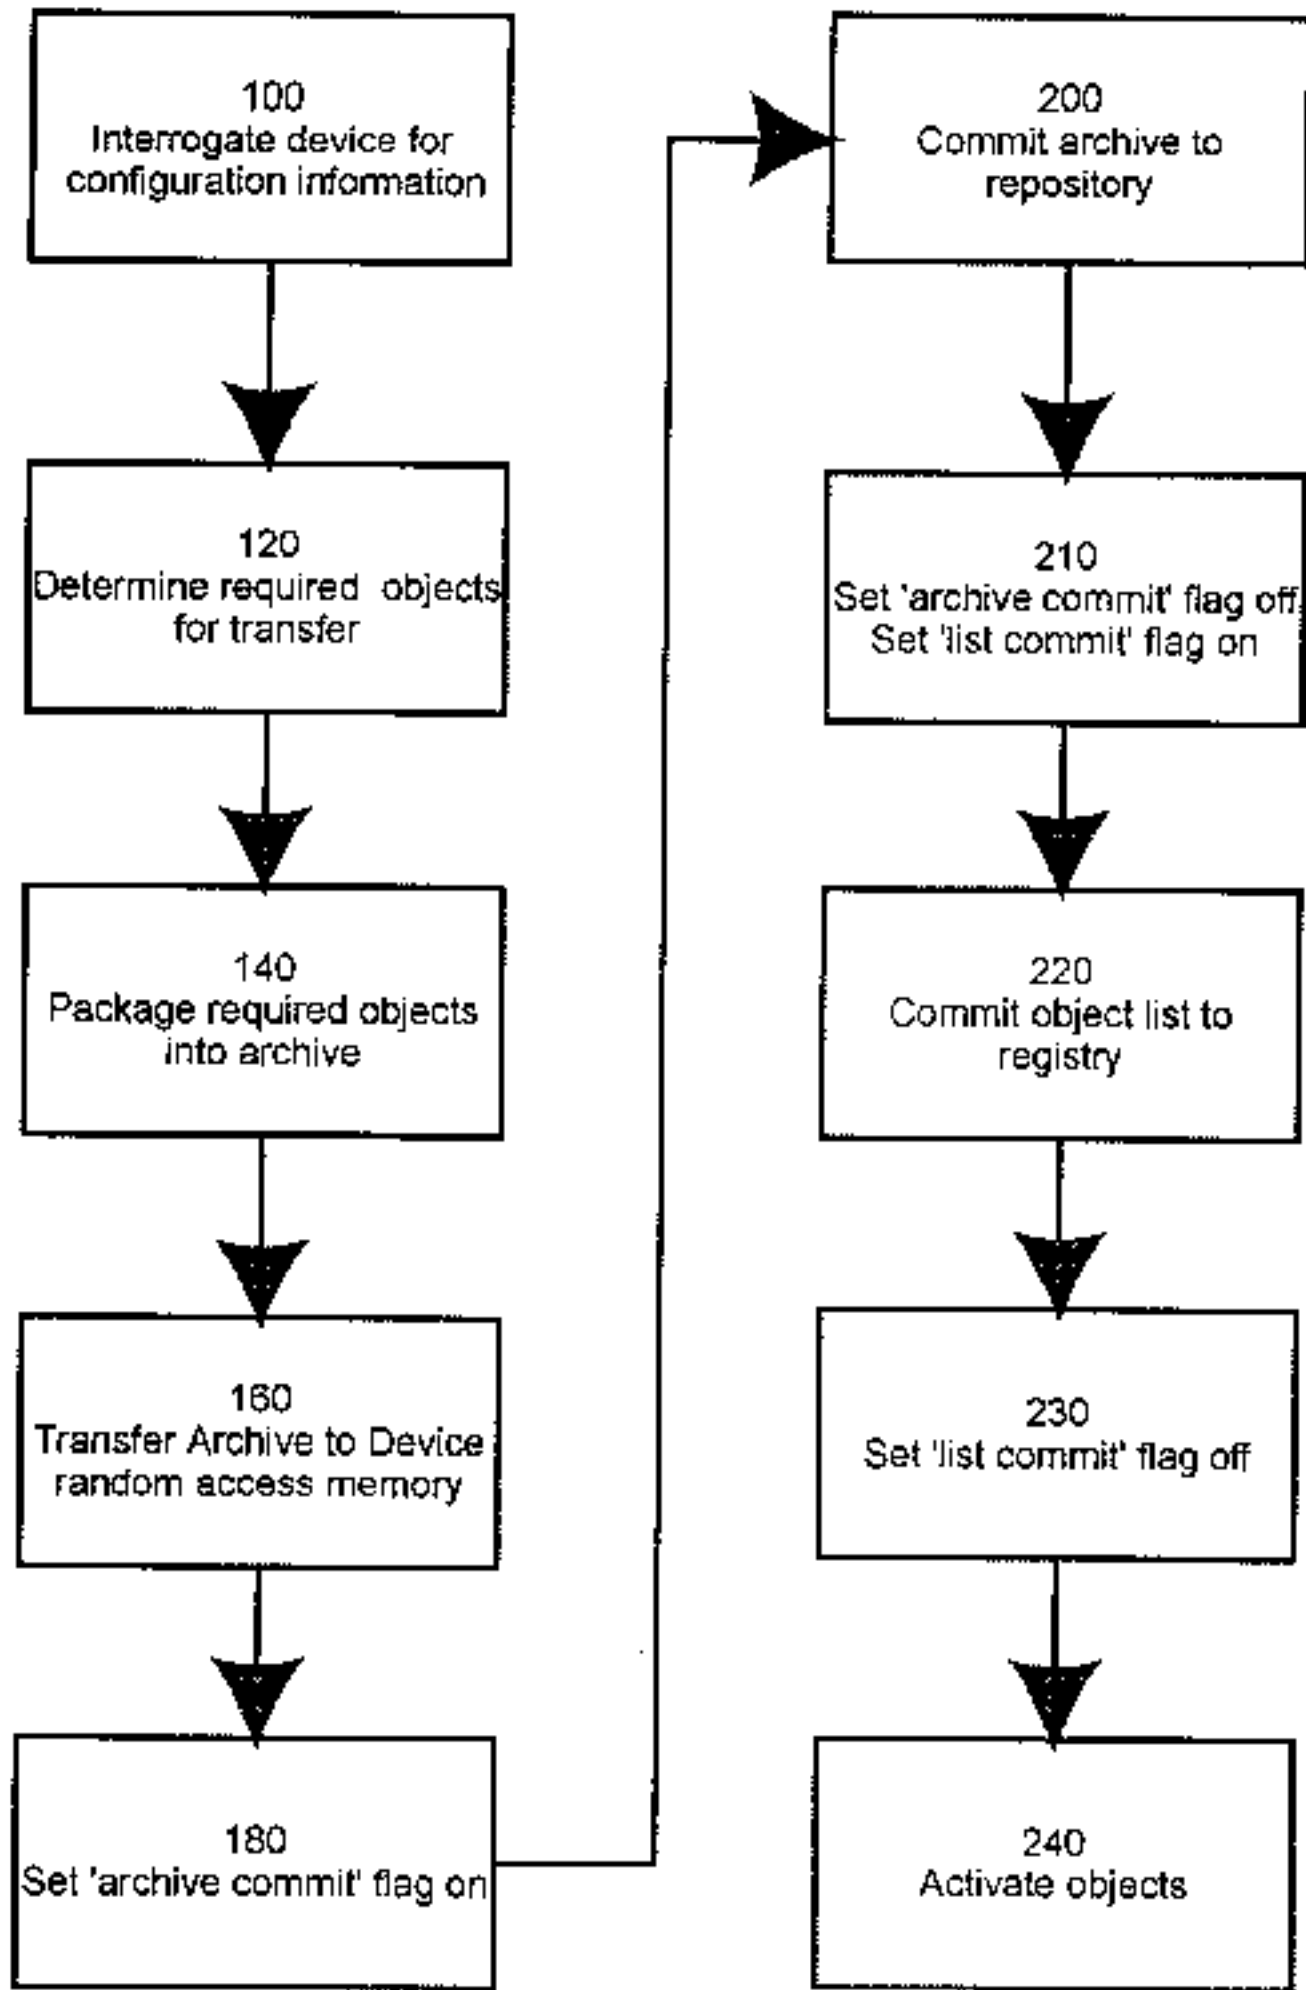 100
Interrogate device for
configuration information
120
Determine required objects
for transfer
140
Package required objects
into archive
160
Transfer Archive to Device
random access memory
180
Set 'archive commit' flag on
200
Commit archive to
repository
210
Set 'archive commit' flag off
Set 'list commit' flag on
220
Commit object list to
registry
230
Set 'list commit' flag off
240
Activate objects